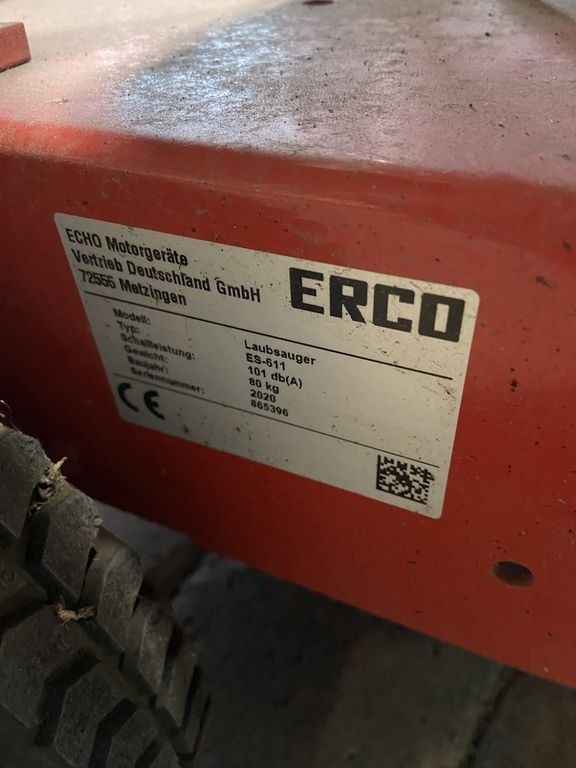 ECHO Motorgeräte
Vertrieb Deutschland GmbH
72555 Metzingen
ERCO
Modell: Laubsauger
Typ: ES-611
Schallleistung: 101 db(A)
Gewicht: 80 kg
Baujahr: 2020
Seriennummer: 865396
CE